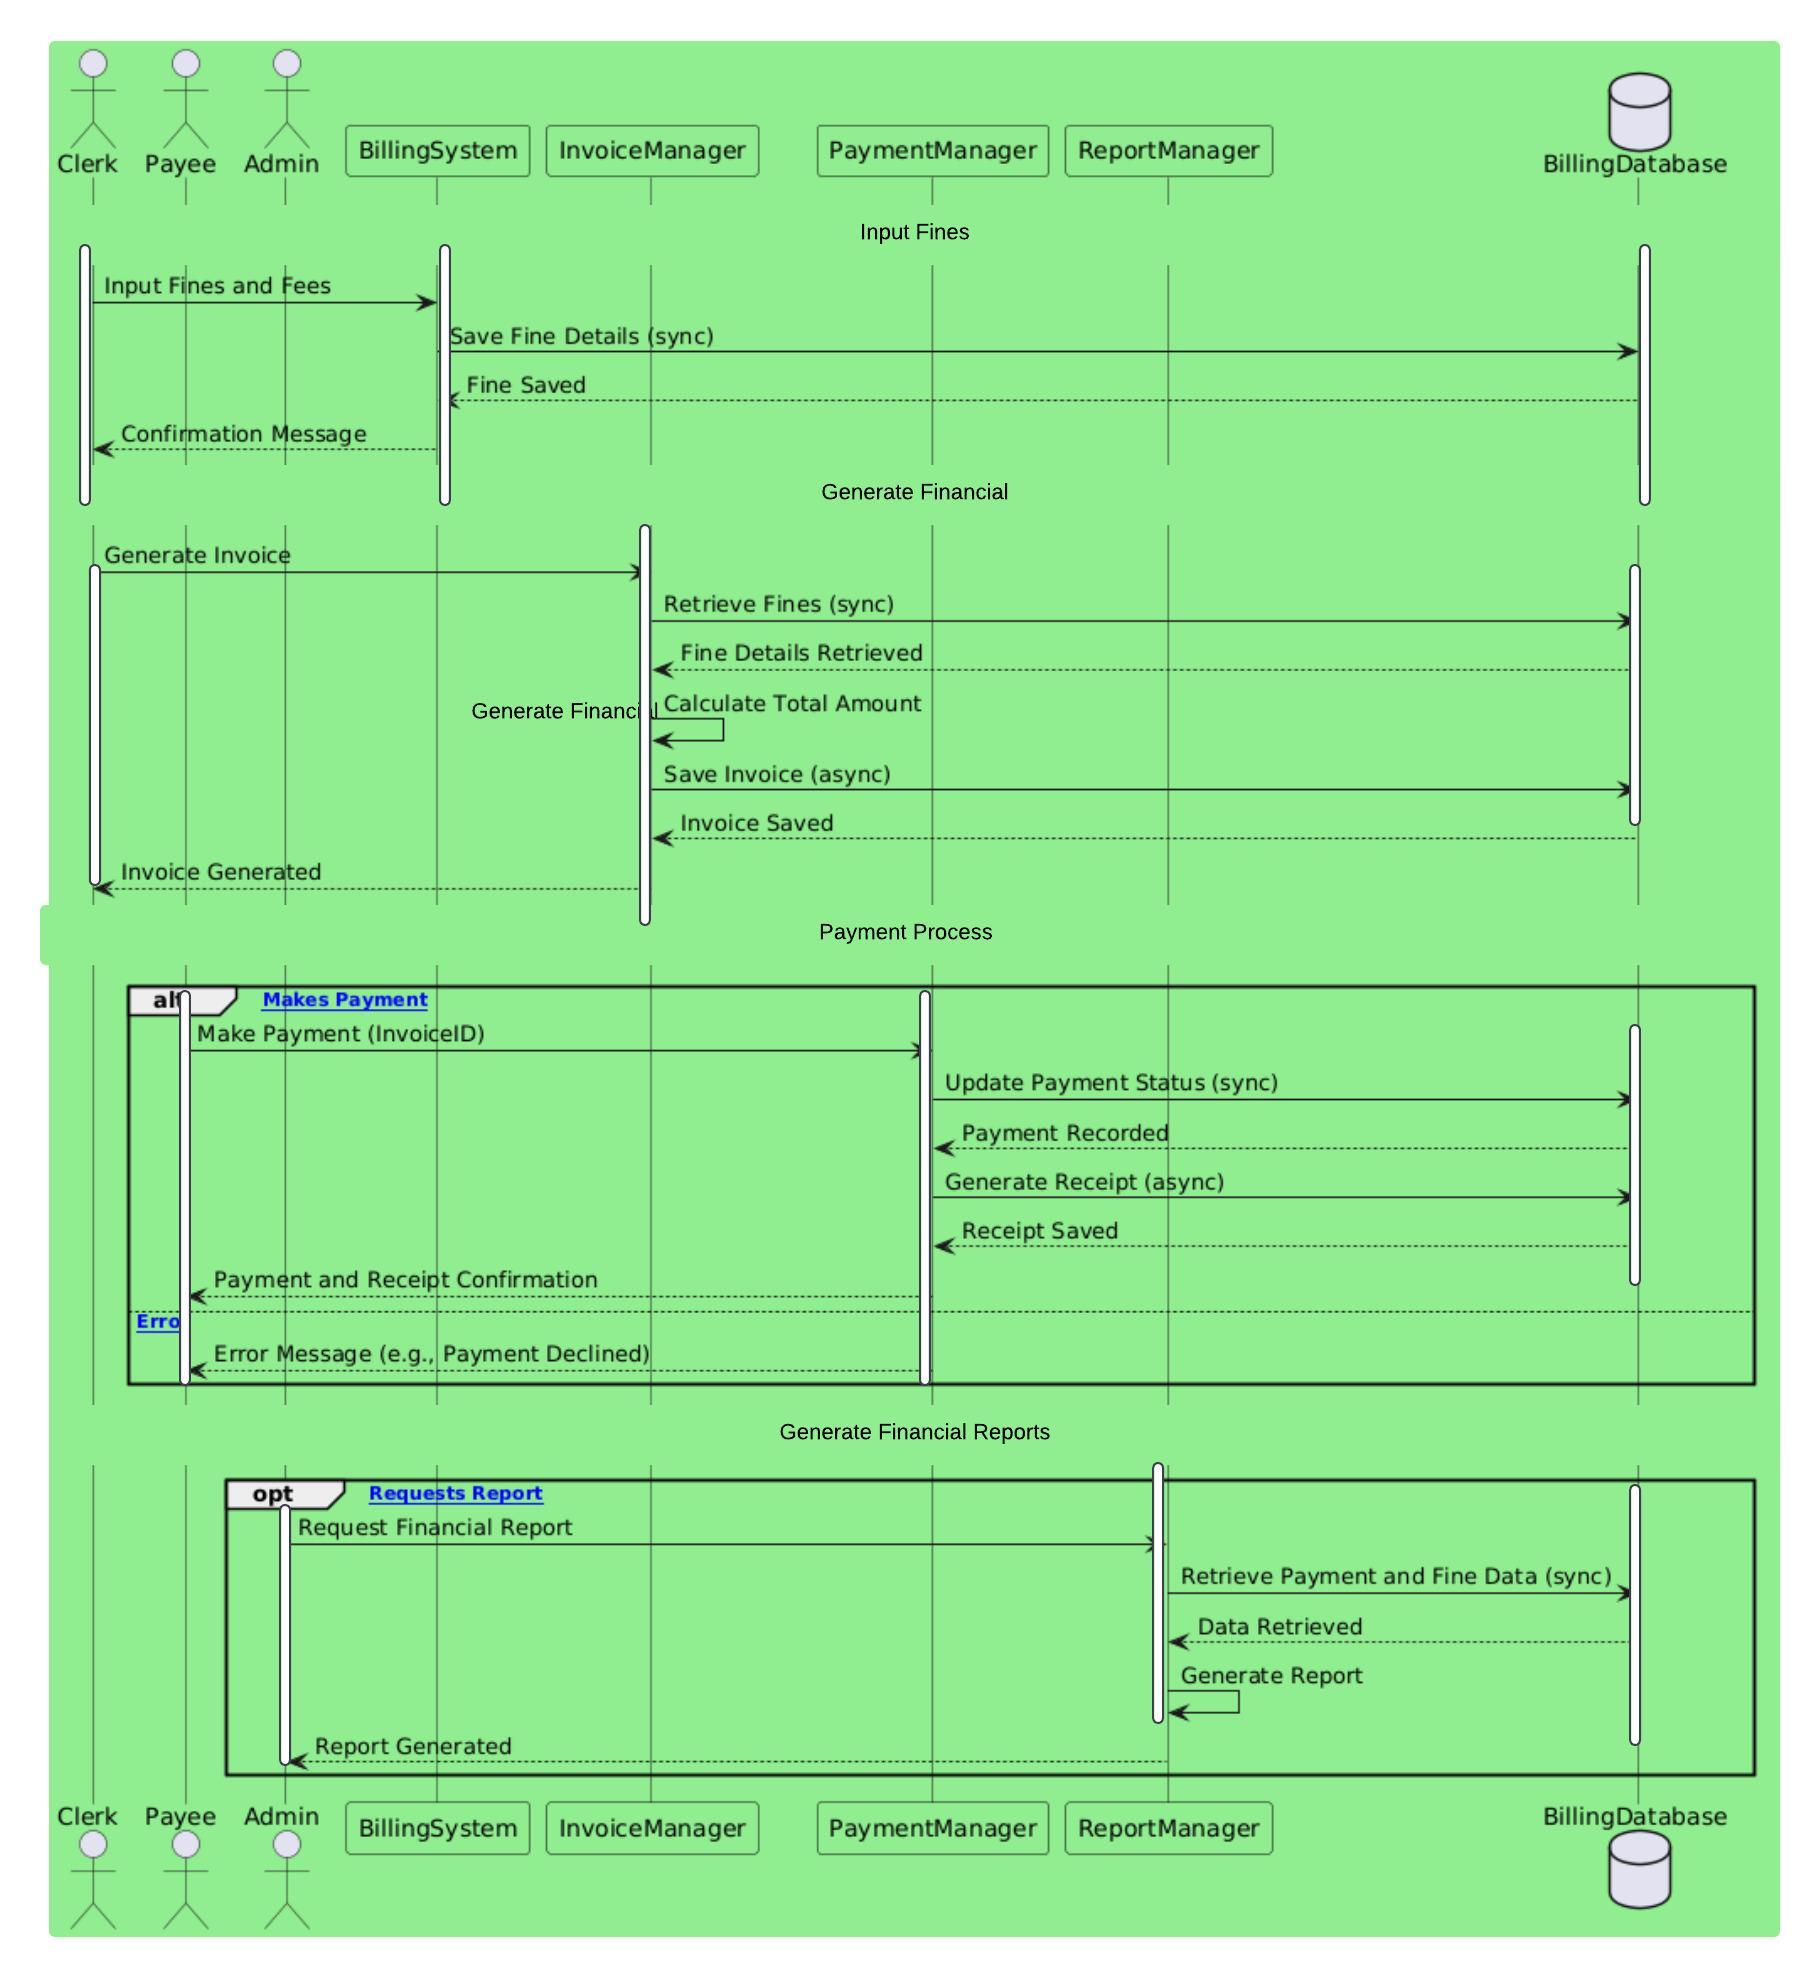 Clerk
Payee
Admin
BillingSystem
InvoiceManager
PaymentManager
ReportManager
BillingDatabase
Input Fines
Input Fines and Fees
Save Fine Details (sync)
Fine Saved
Confirmation Message
Generate Financial
Generate Invoice
Retrieve Fines (sync)
Fine Details Retrieved
Generate Financial
Calculate Total Amount
Save Invoice (async)
Invoice Saved
Invoice Generated
Payment Process
alt
Makes Payment
Make Payment (InvoiceID)
Update Payment Status (sync)
Payment Recorded
Generate Receipt (async)
Receipt Saved
Payment and Receipt Confirmation
Erro
Error Message (e.g., Payment Declined)
Generate Financial Reports
opt
Requests Report
Request Financial Report
Retrieve Payment and Fine Data (sync)
Data Retrieved
Generate Report
Report Generated
Clerk
Payee
Admin
BillingSystem
InvoiceManager
PaymentManager
ReportManager
BillingDatabase